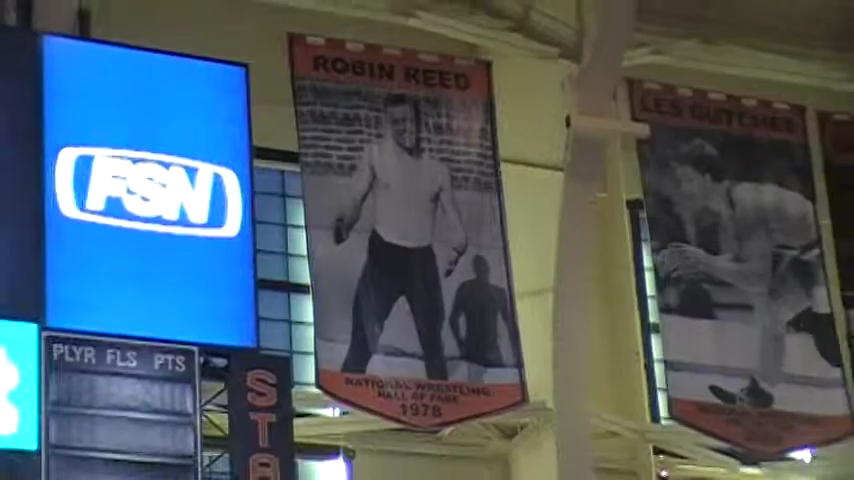 FSN
ROBIN REED
LES GUTCHES
PLYR FLS PTS
STA
NATIONAL WRESTLING
HALL OF FAME
1978